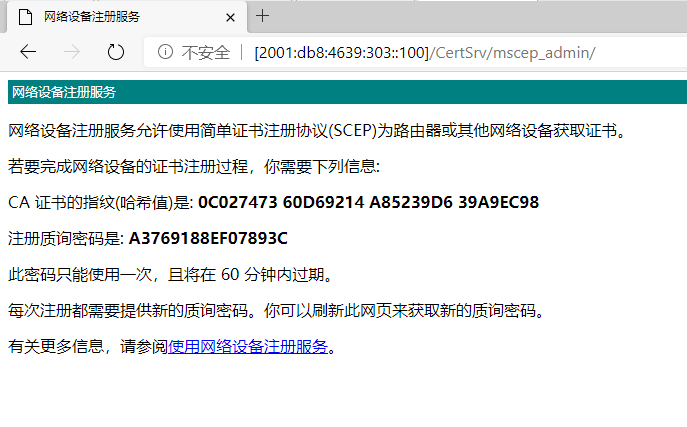 网络设备注册服务
不安全 | [2001:db8:4639:303::100]/CertSrv/mscep_admin/
网络设备注册服务
网络设备注册服务允许使用简单证书注册协议(SCEP)为路由器或其他网络设备获取证书。
若要完成网络设备的证书注册过程，你需要下列信息:
CA 证书的指纹(哈希值)是: 0C027473 60D69214 A85239D6 39A9EC98
注册质询密码是: A3769188EF07893C
此密码只能使用一次，且将在 60 分钟内过期。
每次注册都需要提供新的质询密码。你可以刷新此网页来获取新的质询密码。
有关更多信息，请参阅使用网络设备注册服务。